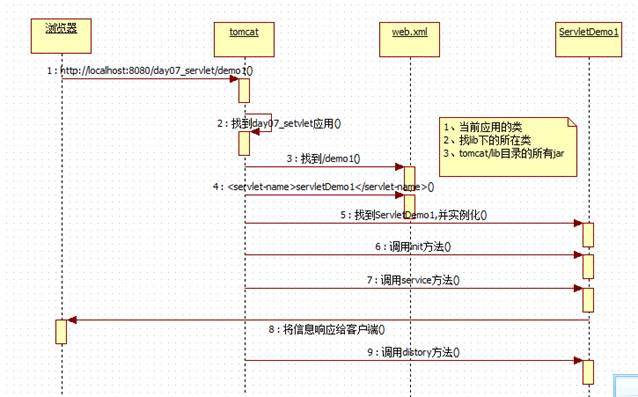 浏览器
tomcat
web.xml
ServletDemo1
1 : http://localhost:8080/day07_servlet/demo1()
2 : 找到day07_setvlet应用()
1、当前应用的类
2、找lib下的所在类
3、tomcat/lib目录的所有jar
3 : 找到/demo1()
4 : <servlet-name>servletDemo1</servlet-name>()
5 : 找到ServletDemo1,并实例化()
6 : 调用init方法()
7 : 调用service方法()
8 : 将信息响应给客户端()
9 : 调用distory方法()